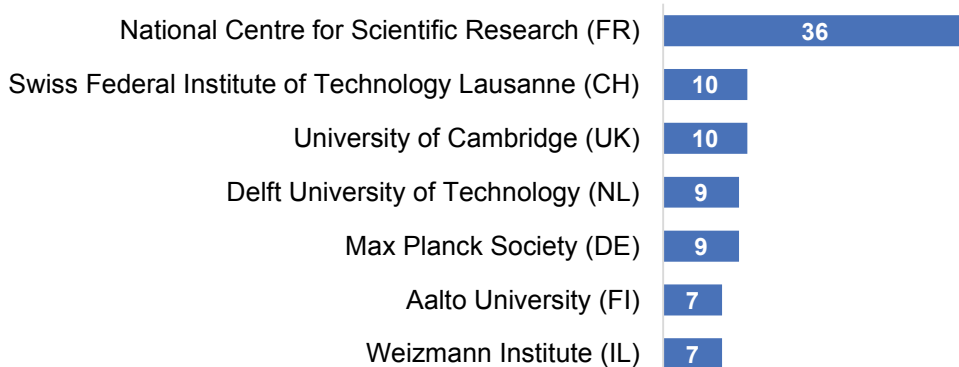 National Centre for Scientific Research (FR) 36
Swiss Federal Institute of Technology Lausanne (CH) 10
University of Cambridge (UK) 10
Delft University of Technology (NL) 9
Max Planck Society (DE) 9
Aalto University (FI) 7
Weizmann Institute (IL) 7